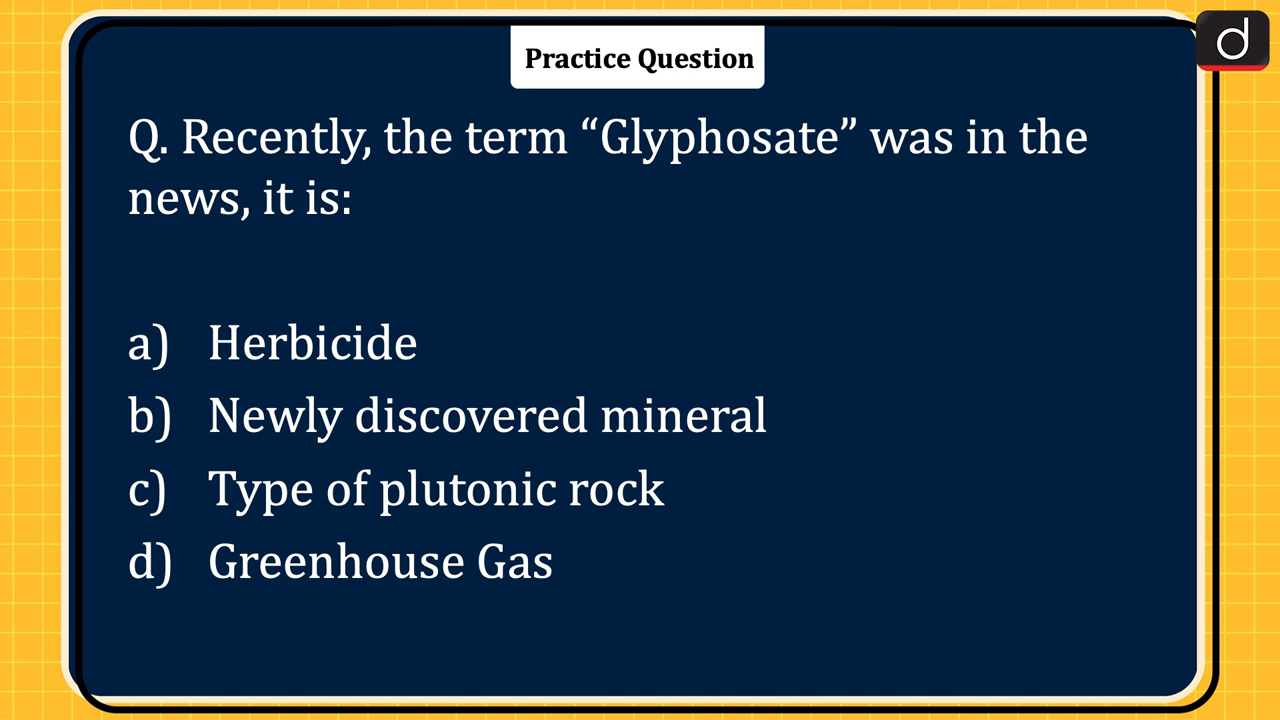 d
Practice Question
Q. Recently, the term “Glyphosate” was in the
news, it is:
a) Herbicide
b) Newly discovered mineral
c) Type of plutonic rock
d) Greenhouse Gas